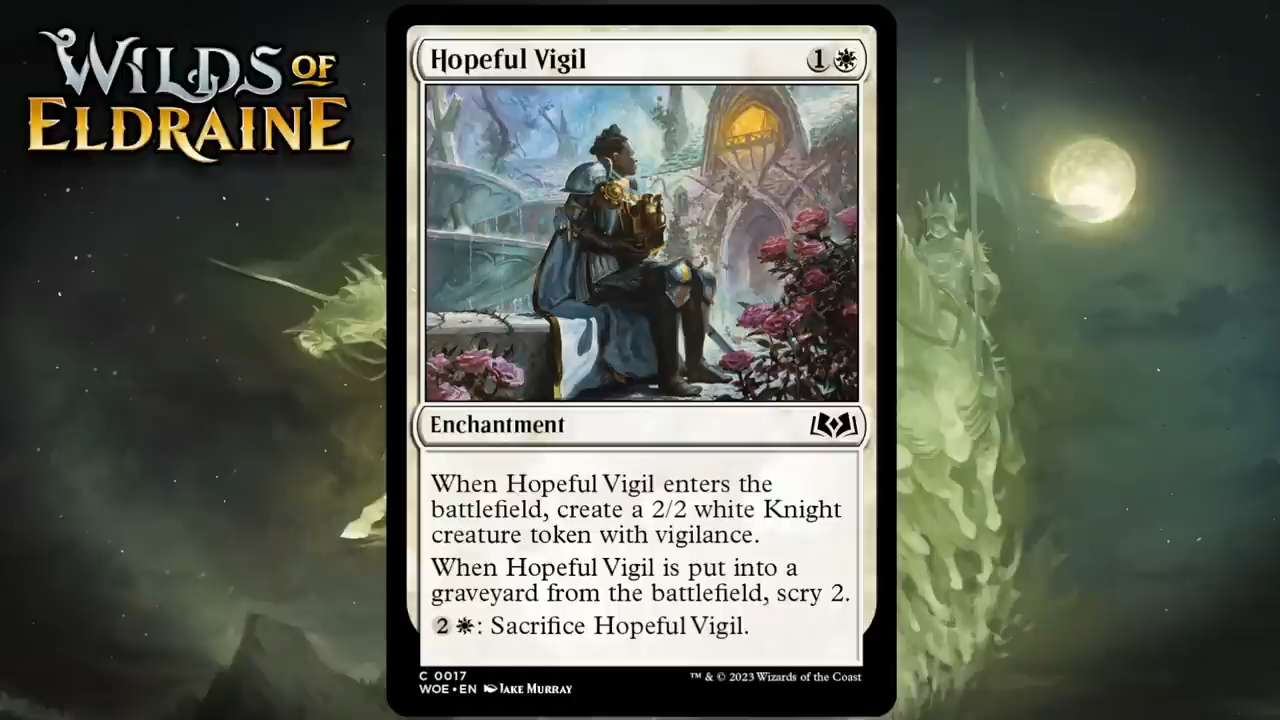 WILDS OF
ELDRAINE
Hopeful Vigil
1
Enchantment
When Hopeful Vigil enters the
battlefield, create a 2/2 white Knight
creature token with vigilance.
When Hopeful Vigil is put into a
graveyard from the battlefield, scry 2.
2 : Sacrifice Hopeful Vigil.
C 0017
WOE • EN JAKE MURRAY
™ & © 2023 Wizards of the Coast